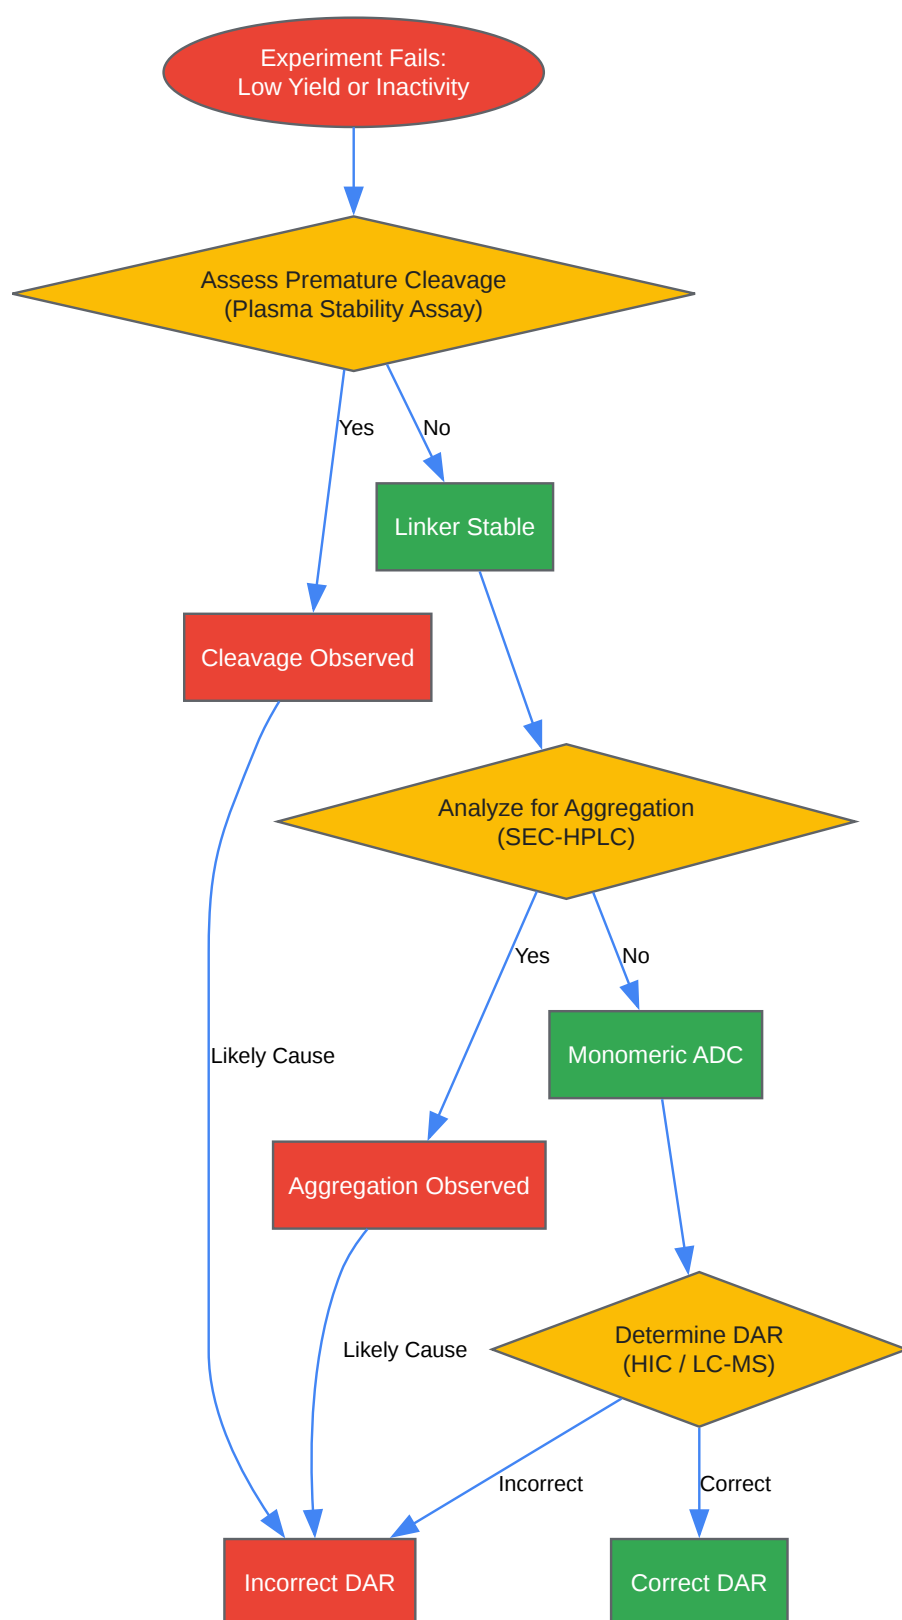 Experiment Fails:
Low Yield or Inactivity
Assess Premature Cleavage
(Plasma Stability Assay)
Yes
No
Linker Stable
Cleavage Observed
Analyze for Aggregation
(SEC-HPLC)
Yes
No
Likely Cause
Monomeric ADC
Aggregation Observed
Determine DAR
(HIC / LC-MS)
Likely Cause
Incorrect
Correct
Incorrect DAR
Correct DAR